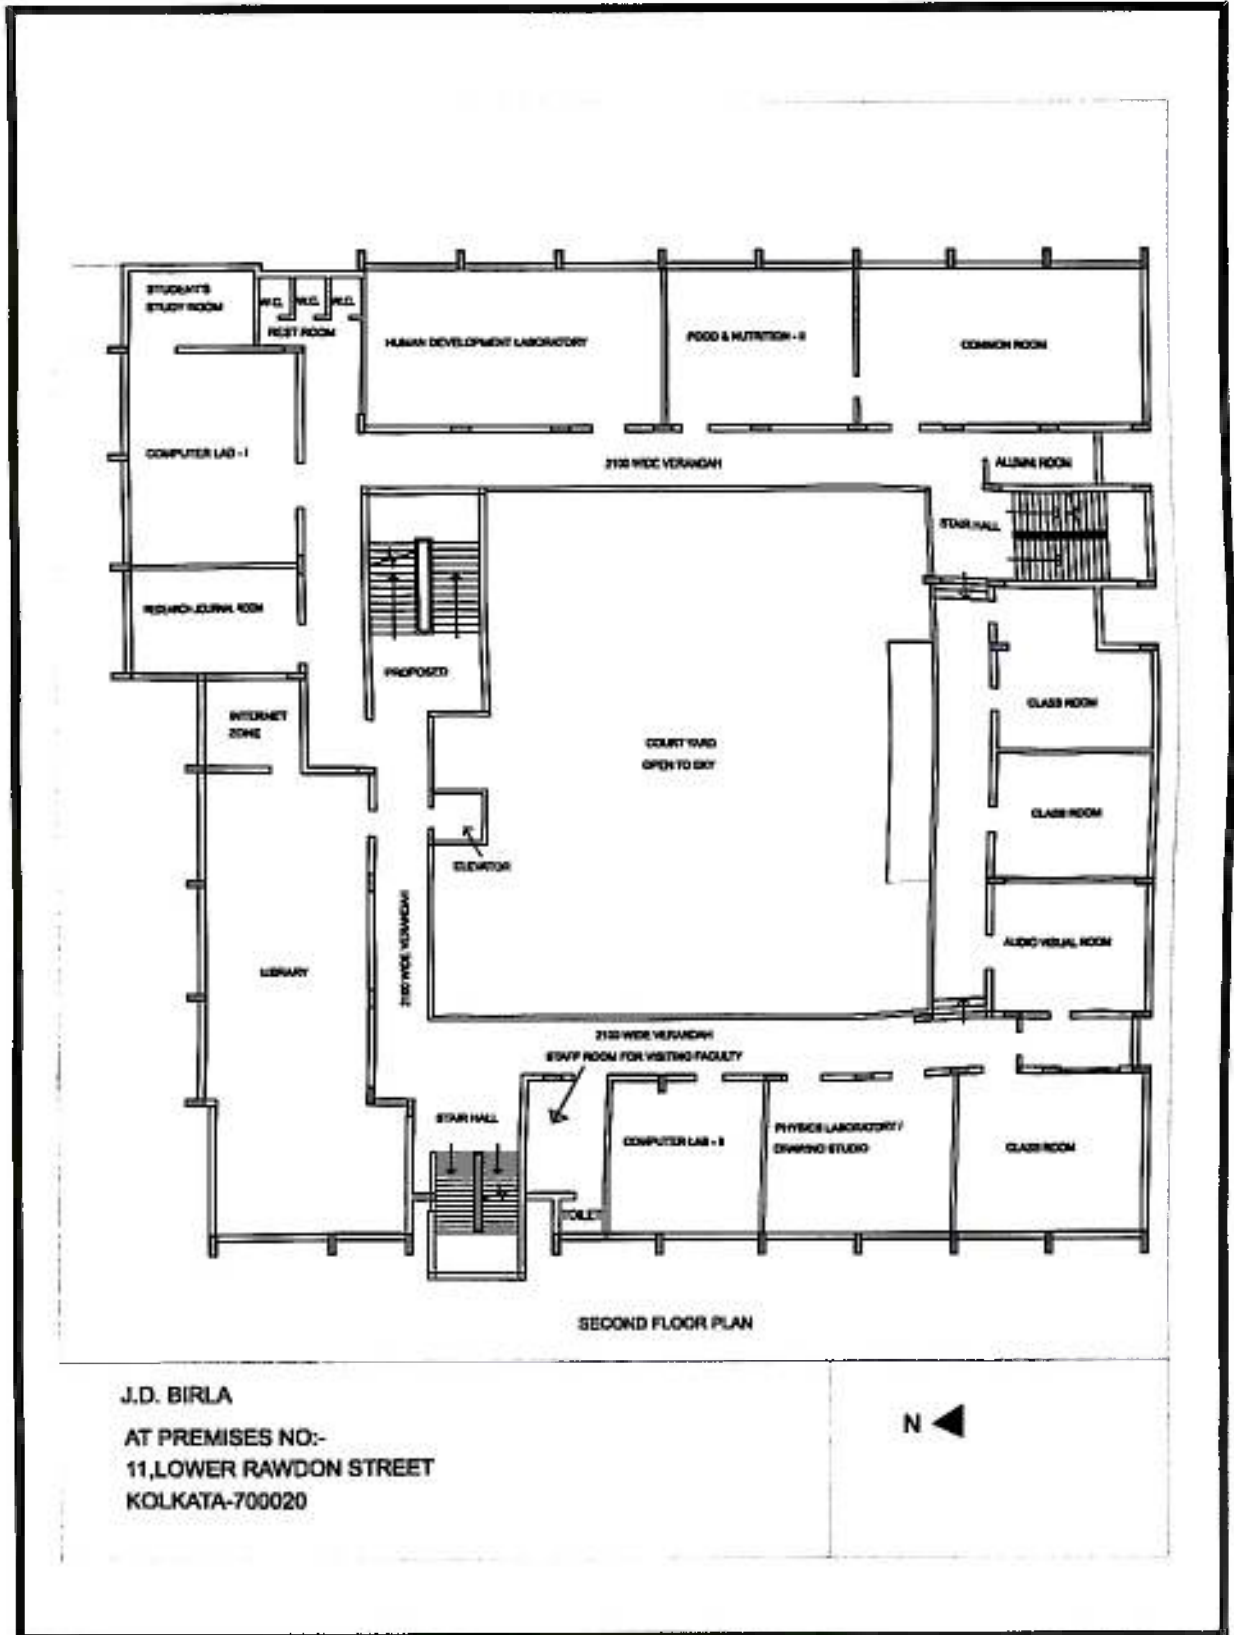 STUDENT'S
STUDY ROOM
W.C. W.C. W.C.
REST ROOM
HUMAN DEVELOPMENT LABORATORY
FOOD & NUTRITION - II
COMMON ROOM
COMPUTER LAB - I
2100 WIDE VERANDAH
ALUMNI ROOM
STAIR HALL
RESEARCH JOURNAL ROOM
PROPOSED
CLASS ROOM
INTERNET
ZONE
COURT YARD
OPEN TO SKY
CLASS ROOM
ELEVATOR
2100 WIDE VERANDAH
AUDIO VISUAL ROOM
LIBRARY
2100 WIDE VERANDAH
STAFF ROOM FOR VISITING FACULTY
STAIR HALL
COMPUTER LAB - II
PHYSICS LABORATORY /
DRAWING STUDIO
CLASS ROOM
TOILET
SECOND FLOOR PLAN
J.D. BIRLA
AT PREMISES NO:-
11,LOWER RAWDON STREET
KOLKATA-700020
N